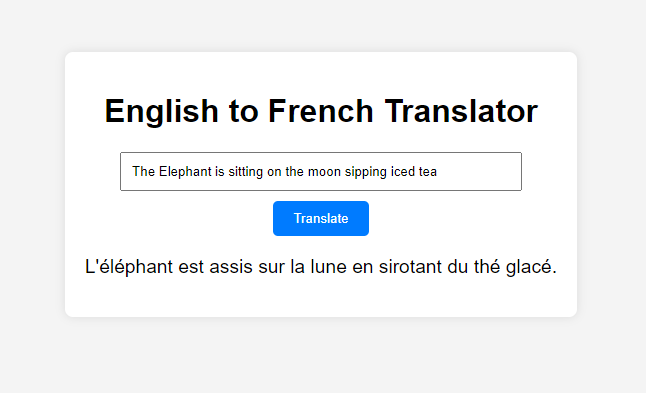 English to French Translator
The Elephant is sitting on the moon sipping iced tea
Translate
L'éléphant est assis sur la lune en sirotant du thé glacé.